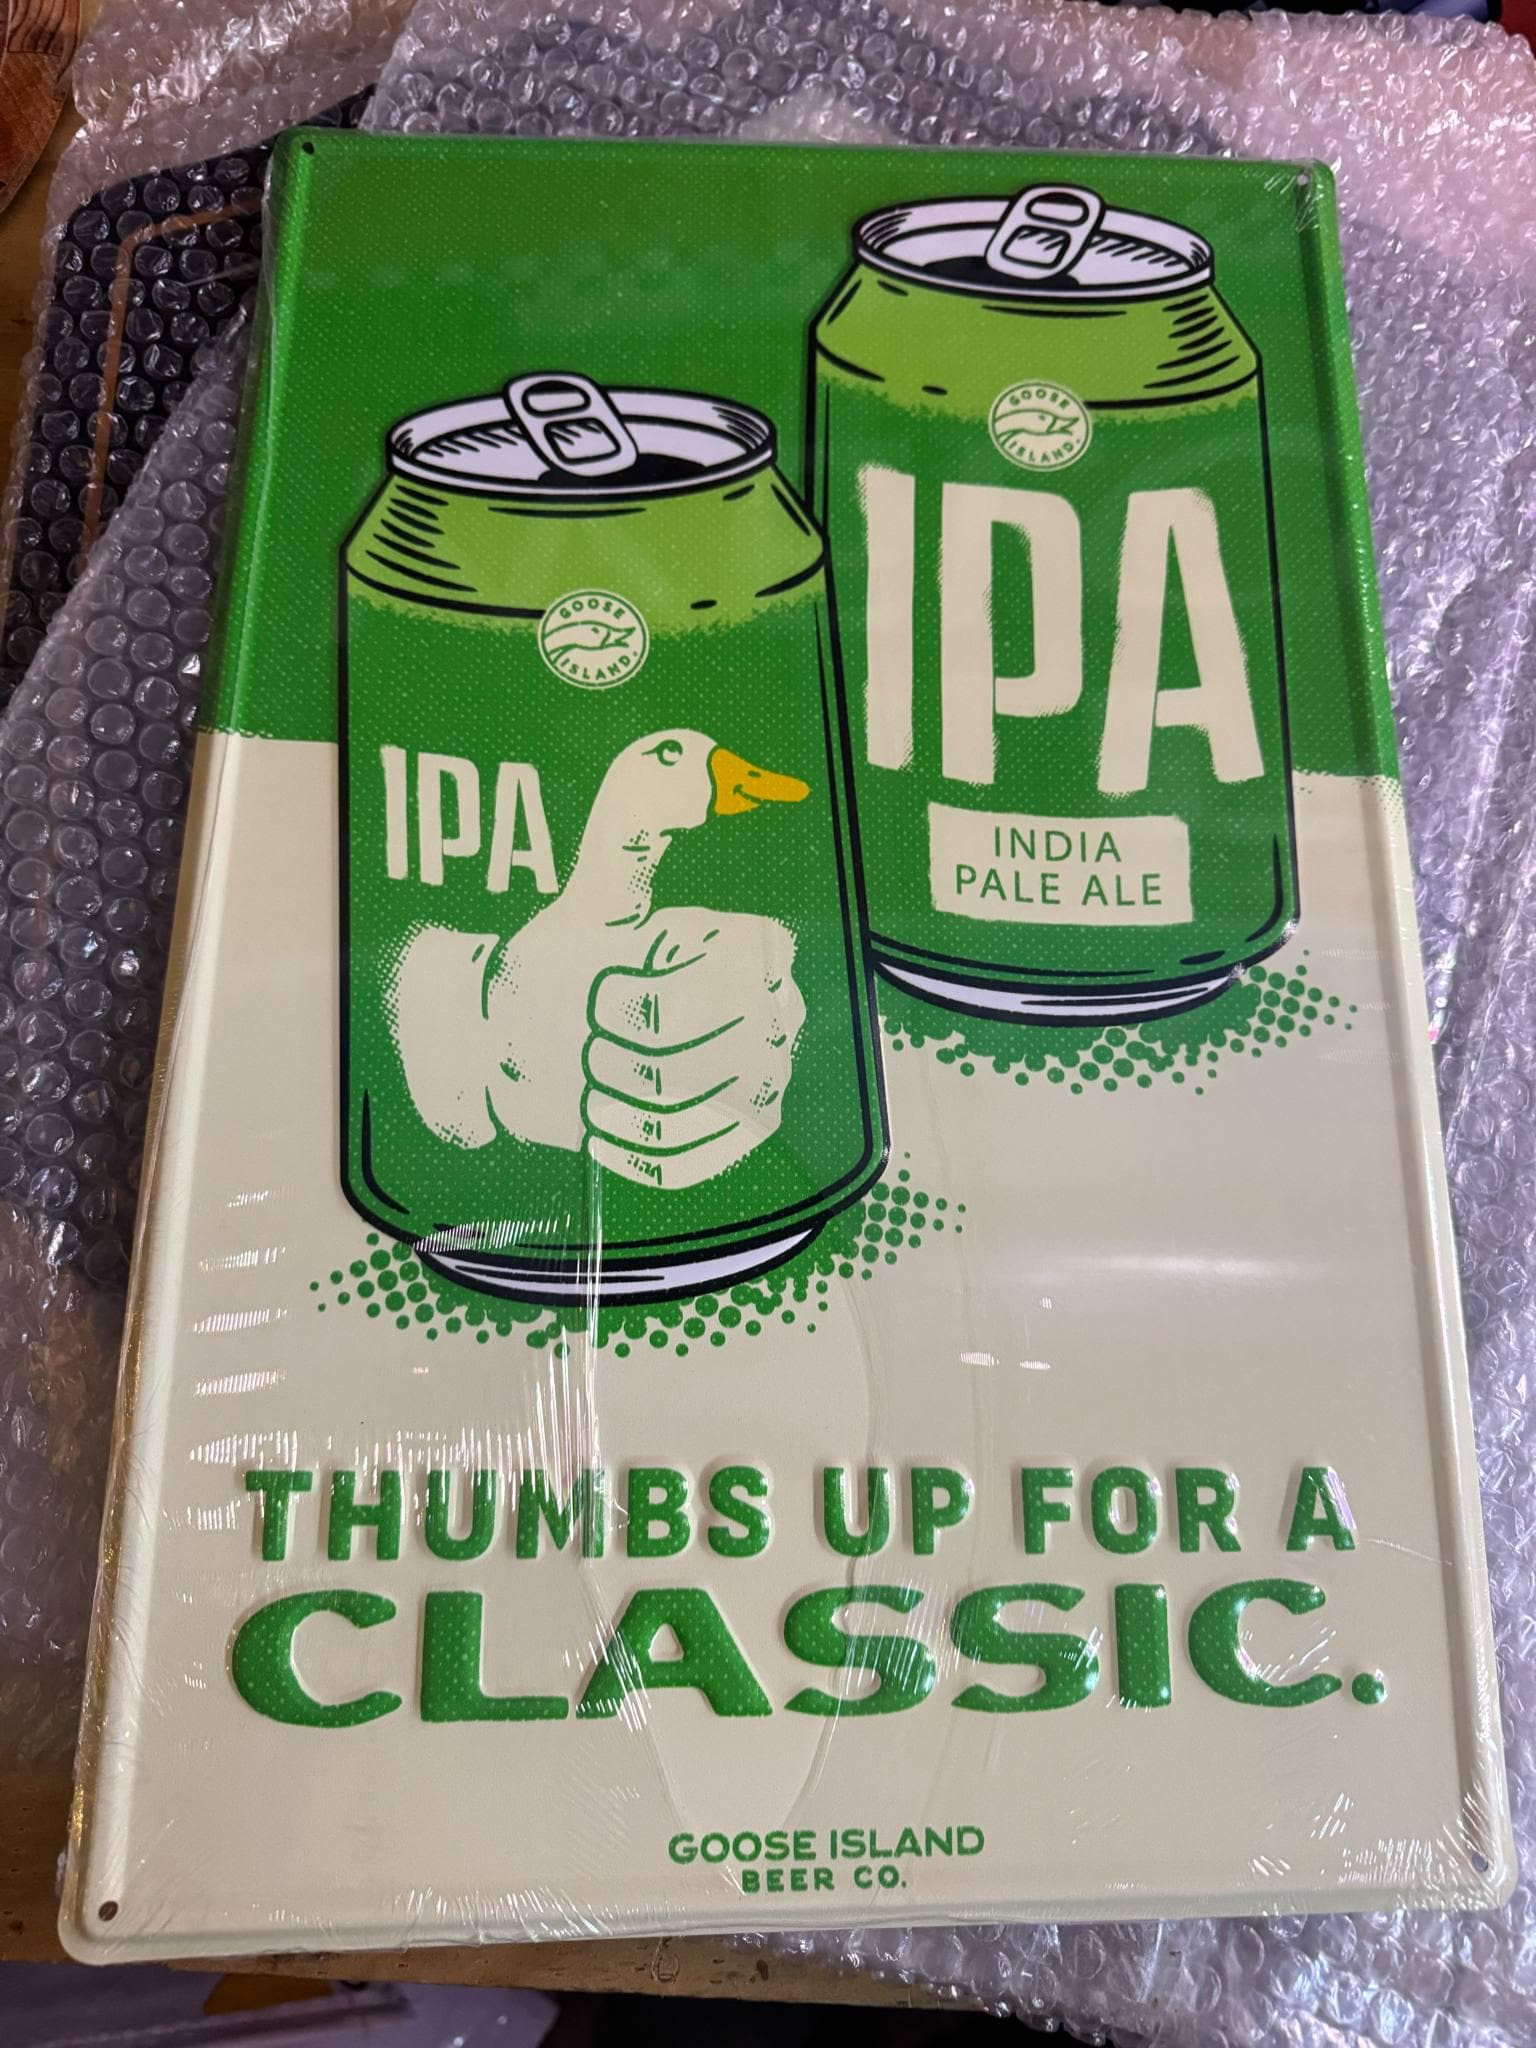 GOOSE
ISLAND
IPA
INDIA
PALE ALE
GOOSE
ISLAND
IPA
THUMBS UP FOR A
CLASSIC.
GOOSE ISLAND
BEER CO.